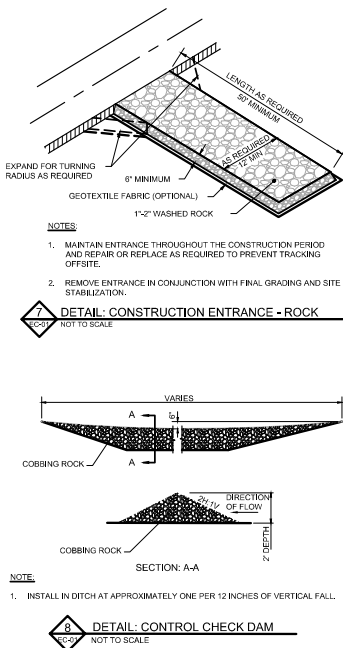 LENGTH AS REQUIRED
50' MINIMUM
AS REQUIRED
12' MIN
EXPAND FOR TURNING
RADIUS AS REQUIRED
6" MINIMUM
GEOTEXTILE FABRIC (OPTIONAL)
1"-2" WASHED ROCK
NOTES:
1. MAINTAIN ENTRANCE THROUGHOUT THE CONSTRUCTION PERIOD
AND REPAIR OR REPLACE AS REQUIRED TO PREVENT TRACKING
OFFSITE.
2. REMOVE ENTRANCE IN CONJUNCTION WITH FINAL GRADING AND SITE
STABILIZATION.
7 DETAIL: CONSTRUCTION ENTRANCE - ROCK
EC-01 NOT TO SCALE
VARIES
A
6"
COBBING ROCK
A
2H:1V
DIRECTION
OF FLOW
2' DEPTH
COBBING ROCK
SECTION: A-A
NOTE:
1. INSTALL IN DITCH AT APPROXIMATELY ONE PER 12 INCHES OF VERTICAL FALL.
8 DETAIL: CONTROL CHECK DAM
EC-01 NOT TO SCALE